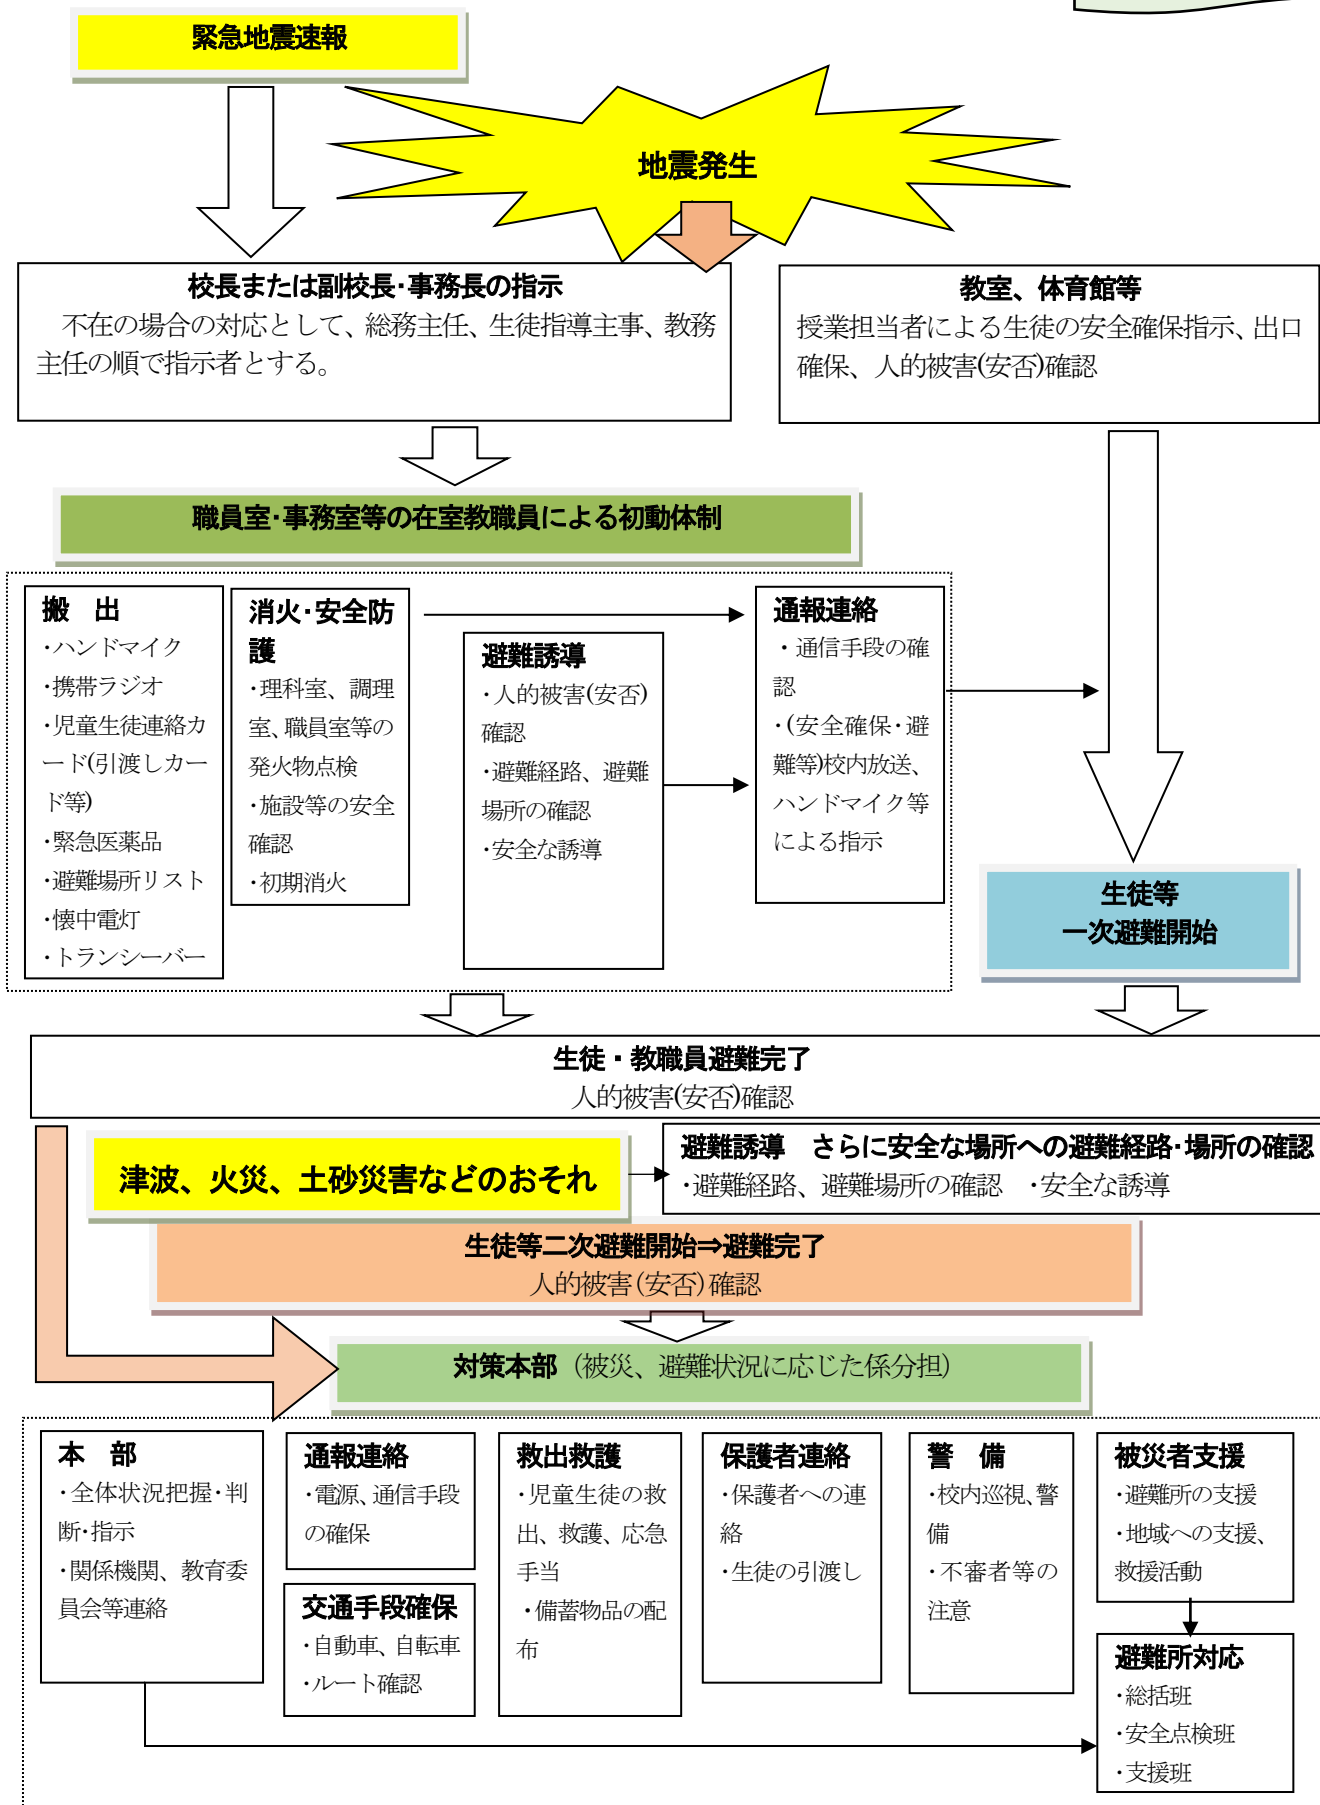 緊急地震速報
地震発生
校長または副校長・事務長の指示
不在の場合の対応として、総務主任、生徒指導主事、教務
主任の順で指示者とする。
教室、体育館等
授業担当者による生徒の安全確保指示、出口
確保、人的被害(安否)確認
職員室・事務室等の在室教職員による初動体制
搬　出
・ハンドマイク
・携帯ラジオ
・児童生徒連絡カ
ード(引渡しカー
ド等)
・緊急医薬品
・避難場所リスト
・懐中電灯
・トランシーバー
消火・安全防
護
・理科室、調理
室、職員室等の
発火物点検
・施設等の安全
確認
・初期消火
避難誘導
・人的被害(安否)
確認
・避難経路、避難
場所の確認
・安全な誘導
通報連絡
・通信手段の確
認
・(安全確保・避
難等)校内放送、
ハンドマイク等
による指示
生徒等
一次避難開始
生徒・教職員避難完了
人的被害(安否)確認
津波、火災、土砂災害などのおそれ
避難誘導　さらに安全な場所への避難経路・場所の確認
・避難経路、避難場所の確認　・安全な誘導
生徒等二次避難開始⇒避難完了
人的被害(安否)確認
対策本部（被災、避難状況に応じた係分担）
本　部
・全体状況把握・判
断・指示
・関係機関、教育委
員会等連絡
通報連絡
・電源、通信手段
の確保
交通手段確保
・自動車、自転車
・ルート確認
救出救護
・児童生徒の救
出、救護、応急
手当
・備蓄物品の配
布
保護者連絡
・保護者への連
絡
・生徒の引渡し
警　備
・校内巡視、警
備
・不審者等の
注意
被災者支援
・避難所の支援
・地域への支援、
救援活動
避難所対応
・総括班
・安全点検班
・支援班